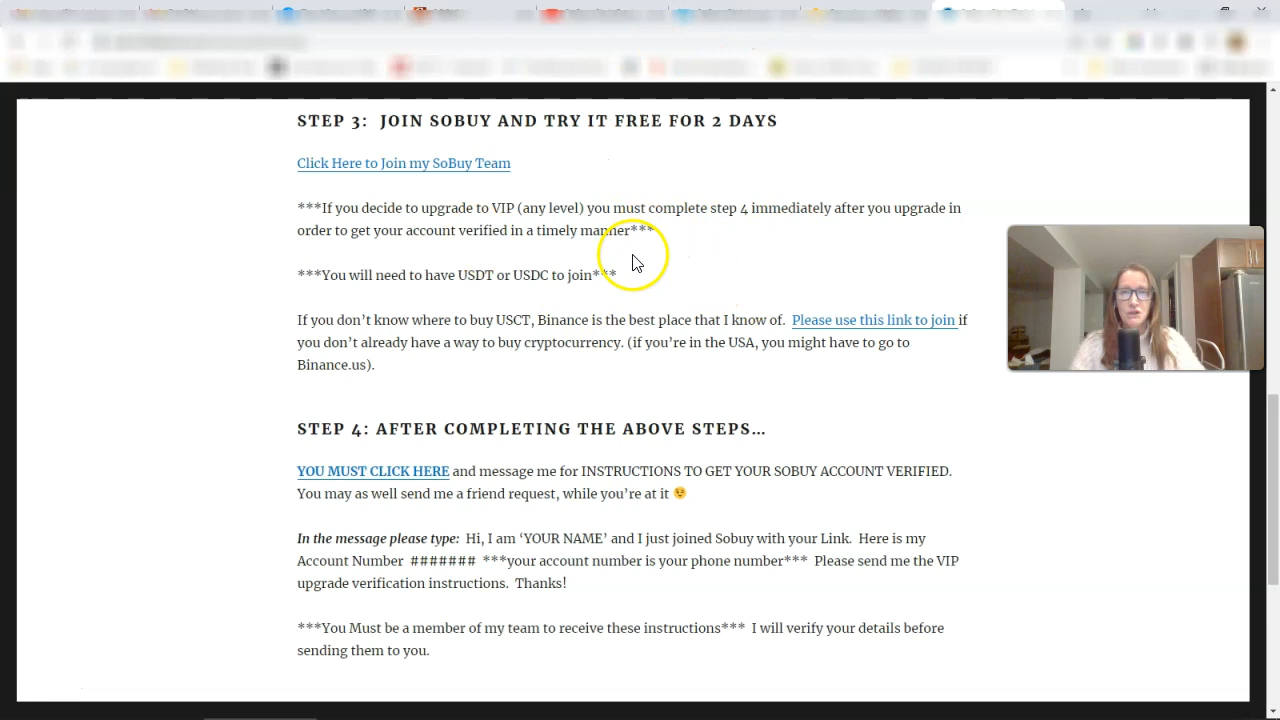 STEP 3: JOIN SOBUY AND TRY IT FREE FOR 2 DAYS
Click Here to Join my SoBuy Team
***If you decide to upgrade to VIP (any level) you must complete step 4 immediately after you upgrade in
order to get your account verified in a timely manner***
***You will need to have USDT or USDC to join***
If you don’t know where to buy USCT, Binance is the best place that I know of. Please use this link to join if
you don’t already have a way to buy cryptocurrency. (if you’re in the USA, you might have to go to
Binance.us).
STEP 4: AFTER COMPLETING THE ABOVE STEPS…
YOU MUST CLICK HERE and message me for INSTRUCTIONS TO GET YOUR SOBUY ACCOUNT VERIFIED.
You may as well send me a friend request, while you’re at it 😉
In the message please type: Hi, I am ‘YOUR NAME’ and I just joined Sobuy with your Link. Here is my
Account Number ####### ***your account number is your phone number*** Please send me the VIP
upgrade verification instructions. Thanks!
***You Must be a member of my team to receive these instructions*** I will verify your details before
sending them to you.